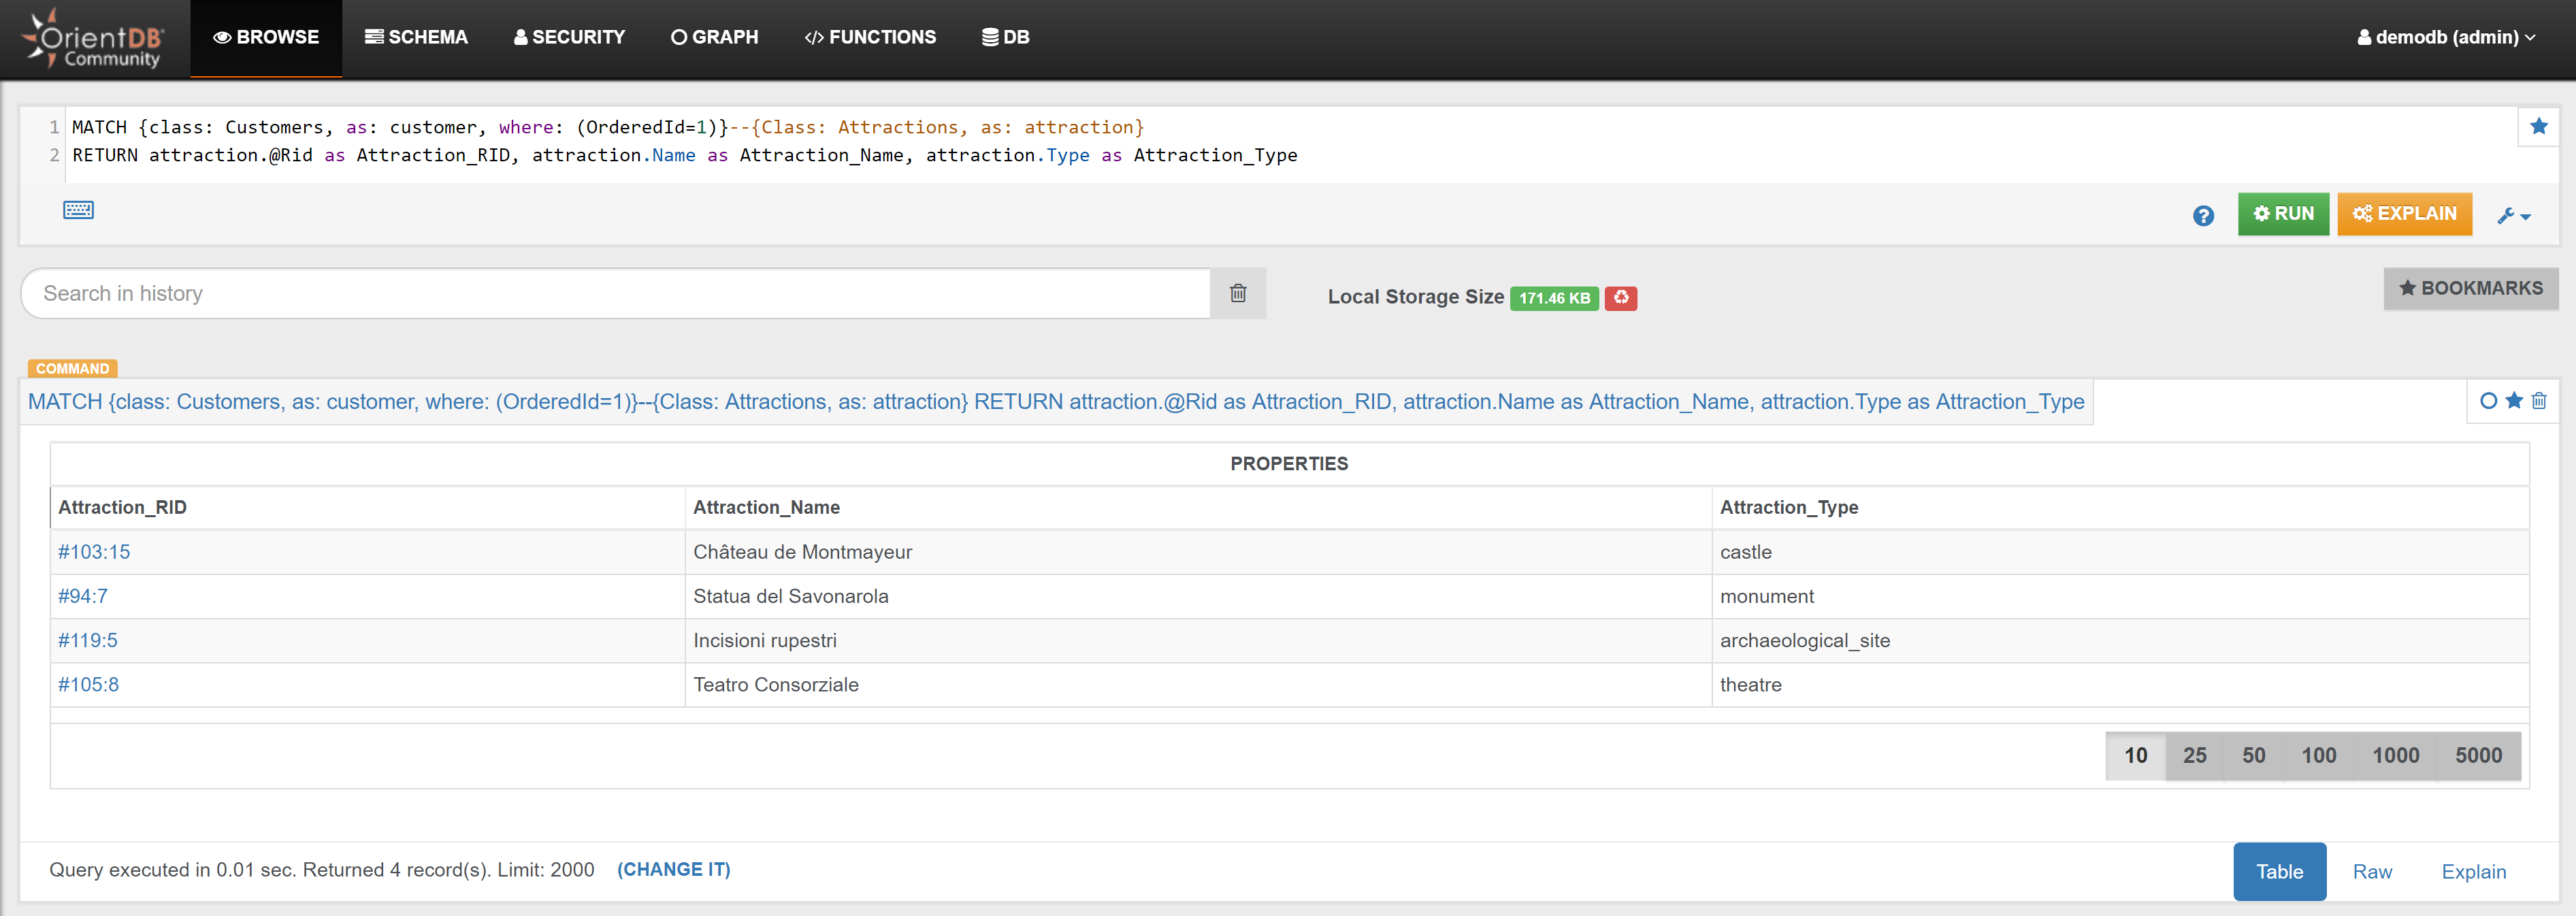 OrientDB
Community
BROWSE SCHEMA SECURITY GRAPH FUNCTIONS DB demodb (admin)
1 MATCH {class: Customers, as: customer, where: (OrderedId=1)}--{Class: Attractions, as: attraction}
2 RETURN attraction.@Rid as Attraction_RID, attraction.Name as Attraction_Name, attraction.Type as Attraction_Type
RUN EXPLAIN
Search in history Local Storage Size 171.46 KB BOOKMARKS
COMMAND
MATCH {class: Customers, as: customer, where: (OrderedId=1)}--{Class: Attractions, as: attraction} RETURN attraction.@Rid as Attraction_RID, attraction.Name as Attraction_Name, attraction.Type as Attraction_Type
PROPERTIES
Attraction_RID Attraction_Name Attraction_Type
#103:15 Château de Montmayeur castle
#94:7 Statua del Savonarola monument
#119:5 Incisioni rupestri archaeological_site
#105:8 Teatro Consorziale theatre
10 25 50 100 1000 5000
Query executed in 0.01 sec. Returned 4 record(s). Limit: 2000 (CHANGE IT) Table Raw Explain